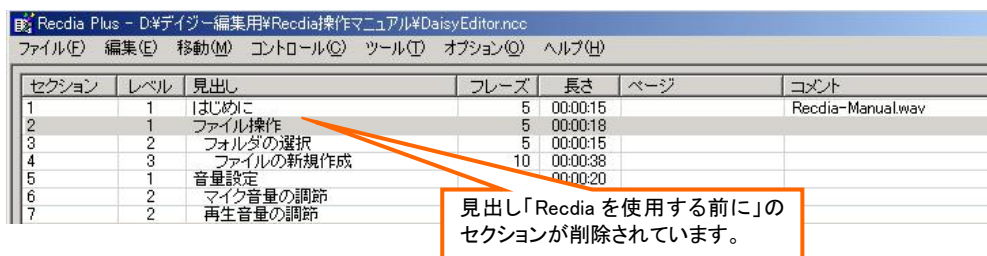 Recdia Plus - D:¥デイジー編集用¥Recdia操作マニュアル¥DaisyEditor.ncc
ファイル(F) 編集(E) 移動(M) コントロール(C) ツール(T) オプション(O) ヘルプ(H)
セクション レベル 見出し フレーズ 長さ ページ コメント
1 1 はじめに 5 00:00:15 Recdia-Manual.wav
2 1 ファイル操作 5 00:00:18
3 2 フォルダの選択 5 00:00:15
4 3 ファイルの新規作成 10 00:00:38
5 1 音量設定 00:00:20
6 2 マイク音量の調節
7 2 再生音量の調節
見出し「Recdia を使用する前に」の
セクションが削除されています。